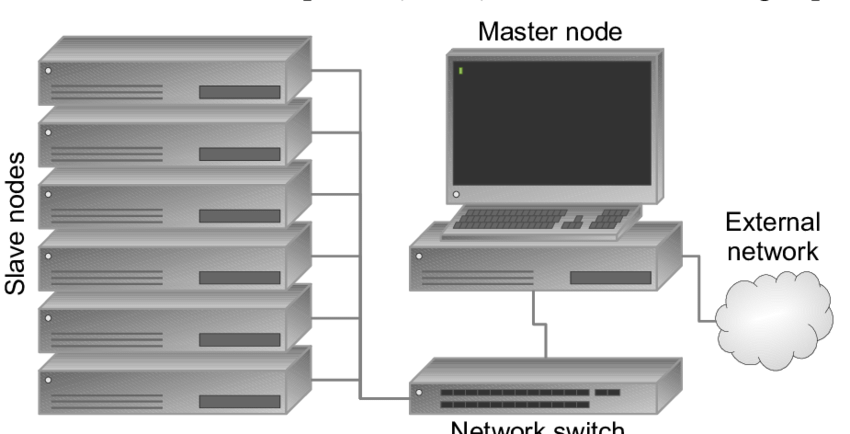 Master node
Slave nodes
External
network
Network switch